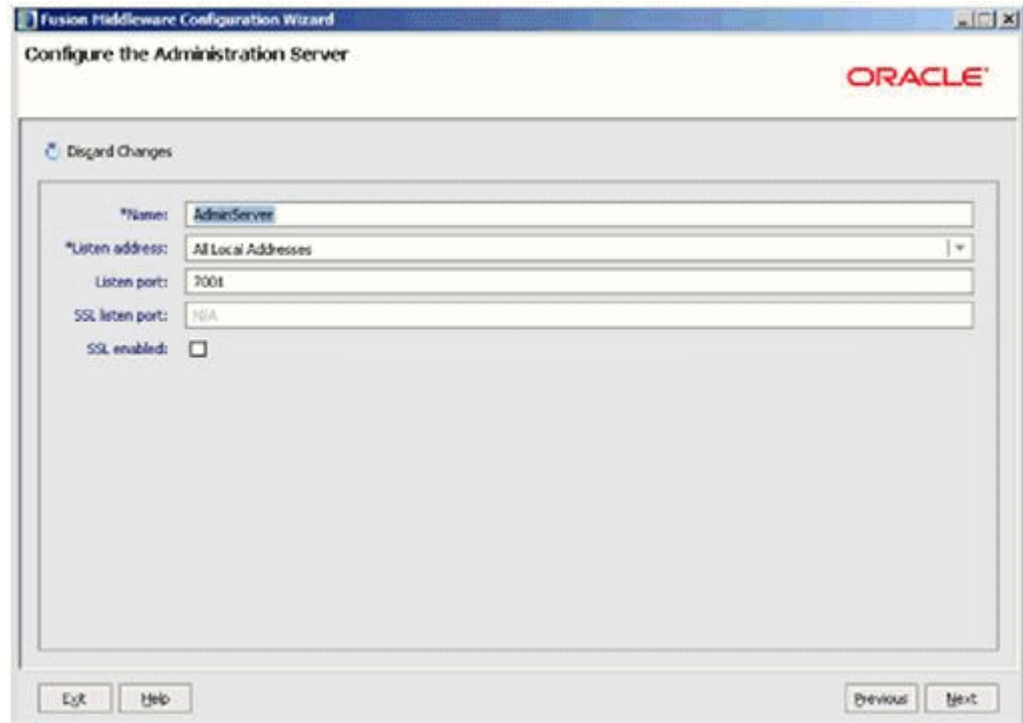 Fusion Middleware Configuration Wizard
Configure the Administration Server
ORACLE
Discard Changes
*Name: AdminServer
*Listen address: All Local Addresses
Listen port: 7001
SSL listen port: N/A
SSL enabled:
Exit Help Previous Next